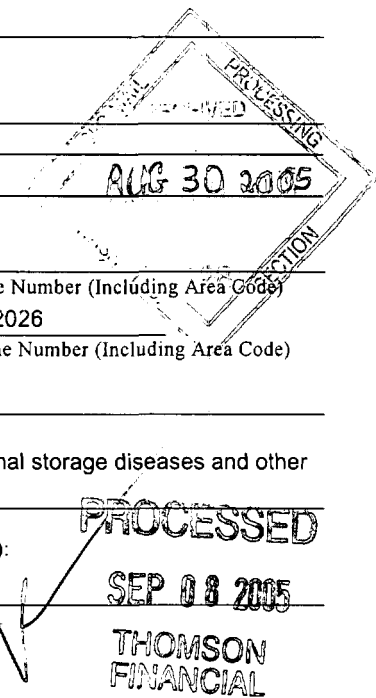 PROCESSING
AUG 30 2005
SECTION
e Number (Including Area Code)
2026
ne Number (Including Area Code)
nal storage diseases and other
PROCESSED
):
SEP 08 2005
THOMSON
FINANCIAL